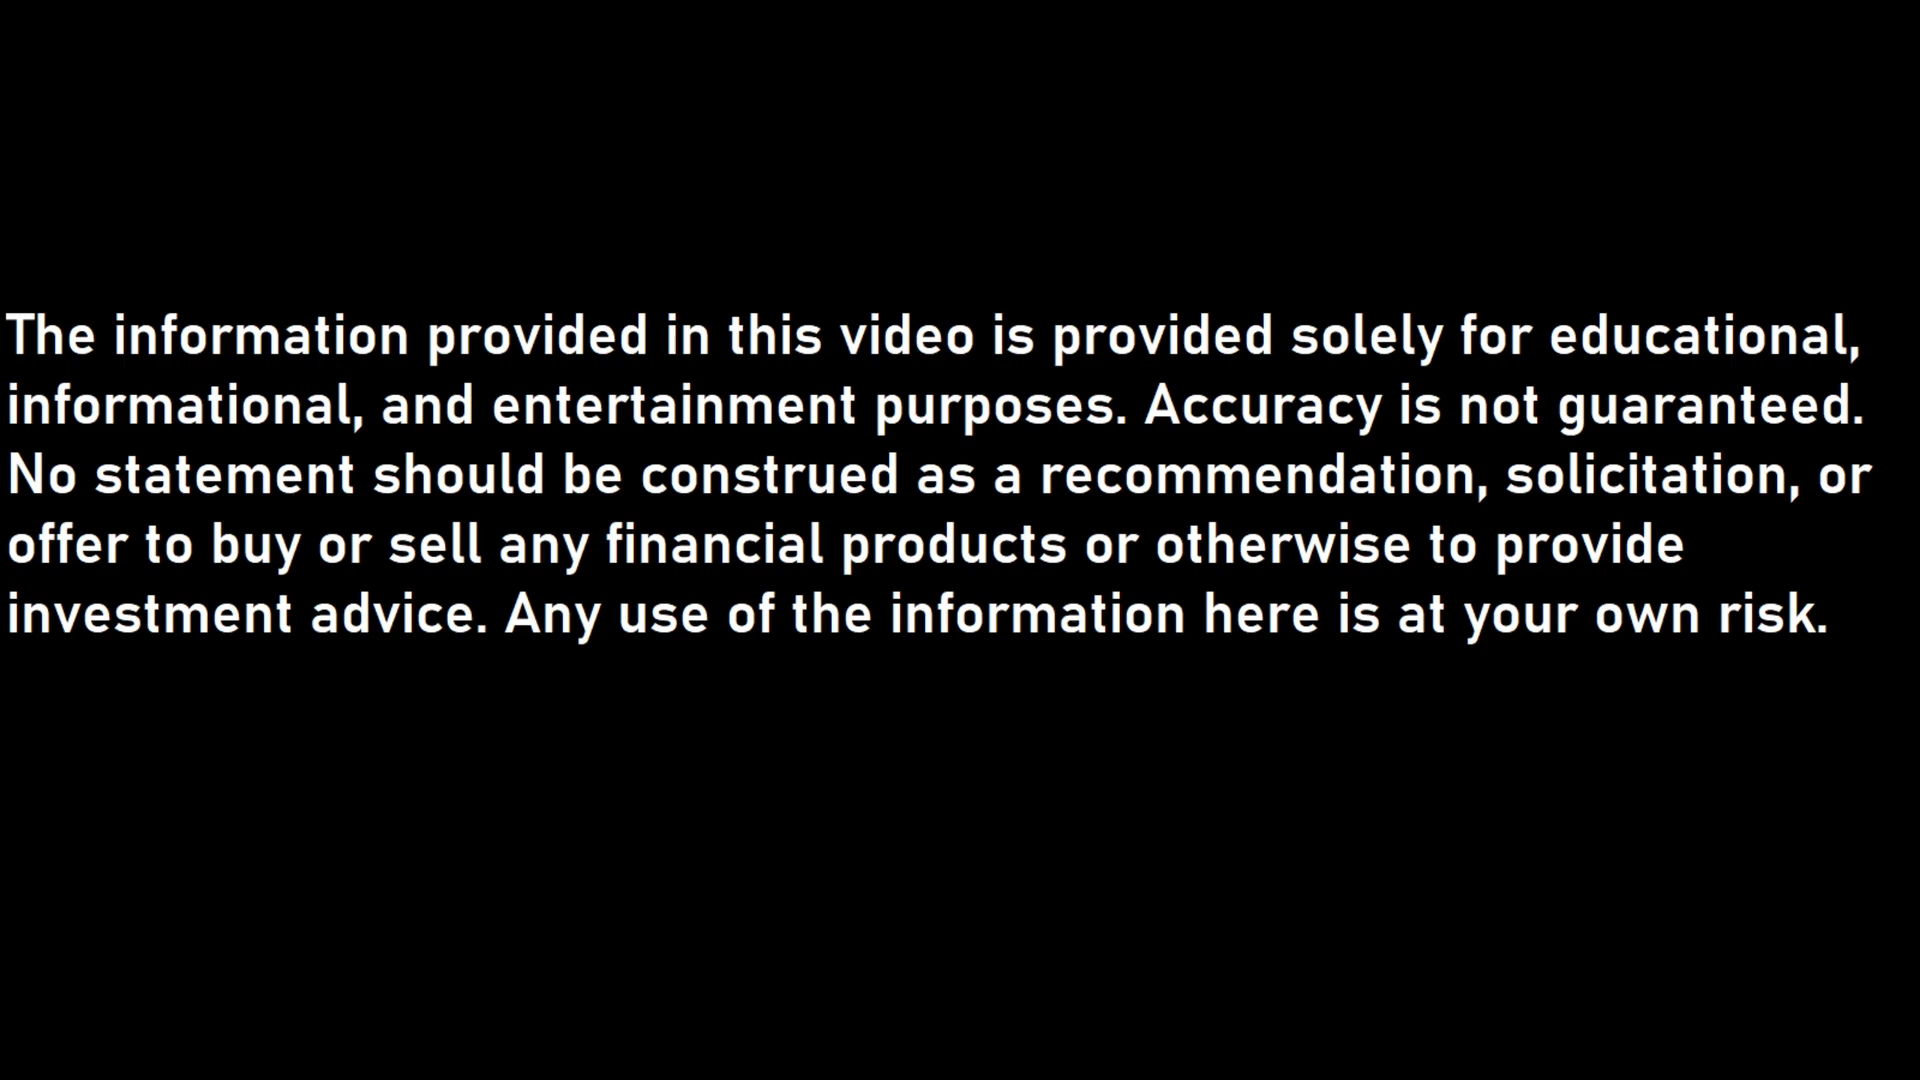 The information provided in this video is provided solely for educational,
informational, and entertainment purposes. Accuracy is not guaranteed.
No statement should be construed as a recommendation, solicitation, or
offer to buy or sell any financial products or otherwise to provide
investment advice. Any use of the information here is at your own risk.